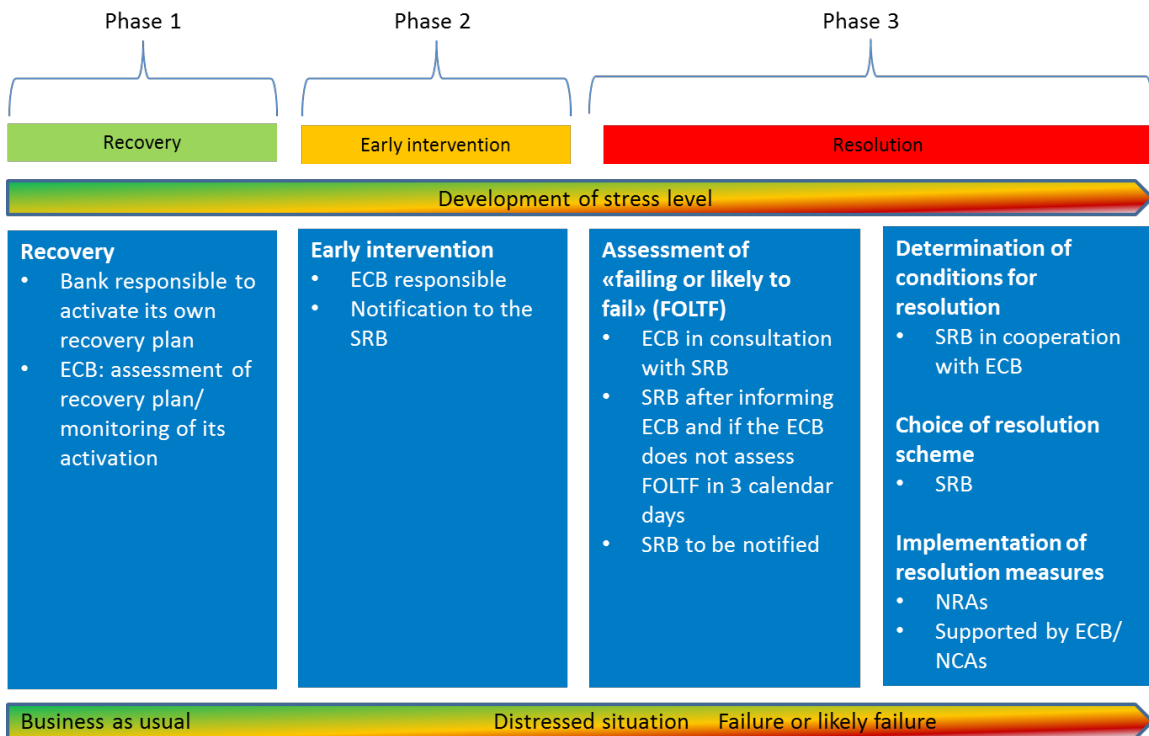 Phase 1
Phase 2
Phase 3
Recovery
Early intervention
Resolution
Development of stress level
Recovery
• Bank responsible to
activate its own
recovery plan
• ECB: assessment of
recovery plan/
monitoring of its
activation
Early intervention
• ECB responsible
• Notification to the
SRB
Assessment of
«failing or likely to
fail» (FOLTF)
• ECB in consultation
with SRB
• SRB after informing
ECB and if the ECB
does not assess
FOLTF in 3 calendar
days
• SRB to be notified
Determination of
conditions for
resolution
• SRB in cooperation
with ECB
Choice of resolution
scheme
• SRB
Implementation of
resolution measures
• NRAs
• Supported by ECB/
NCAs
Business as usual
Distressed situation
Failure or likely failure